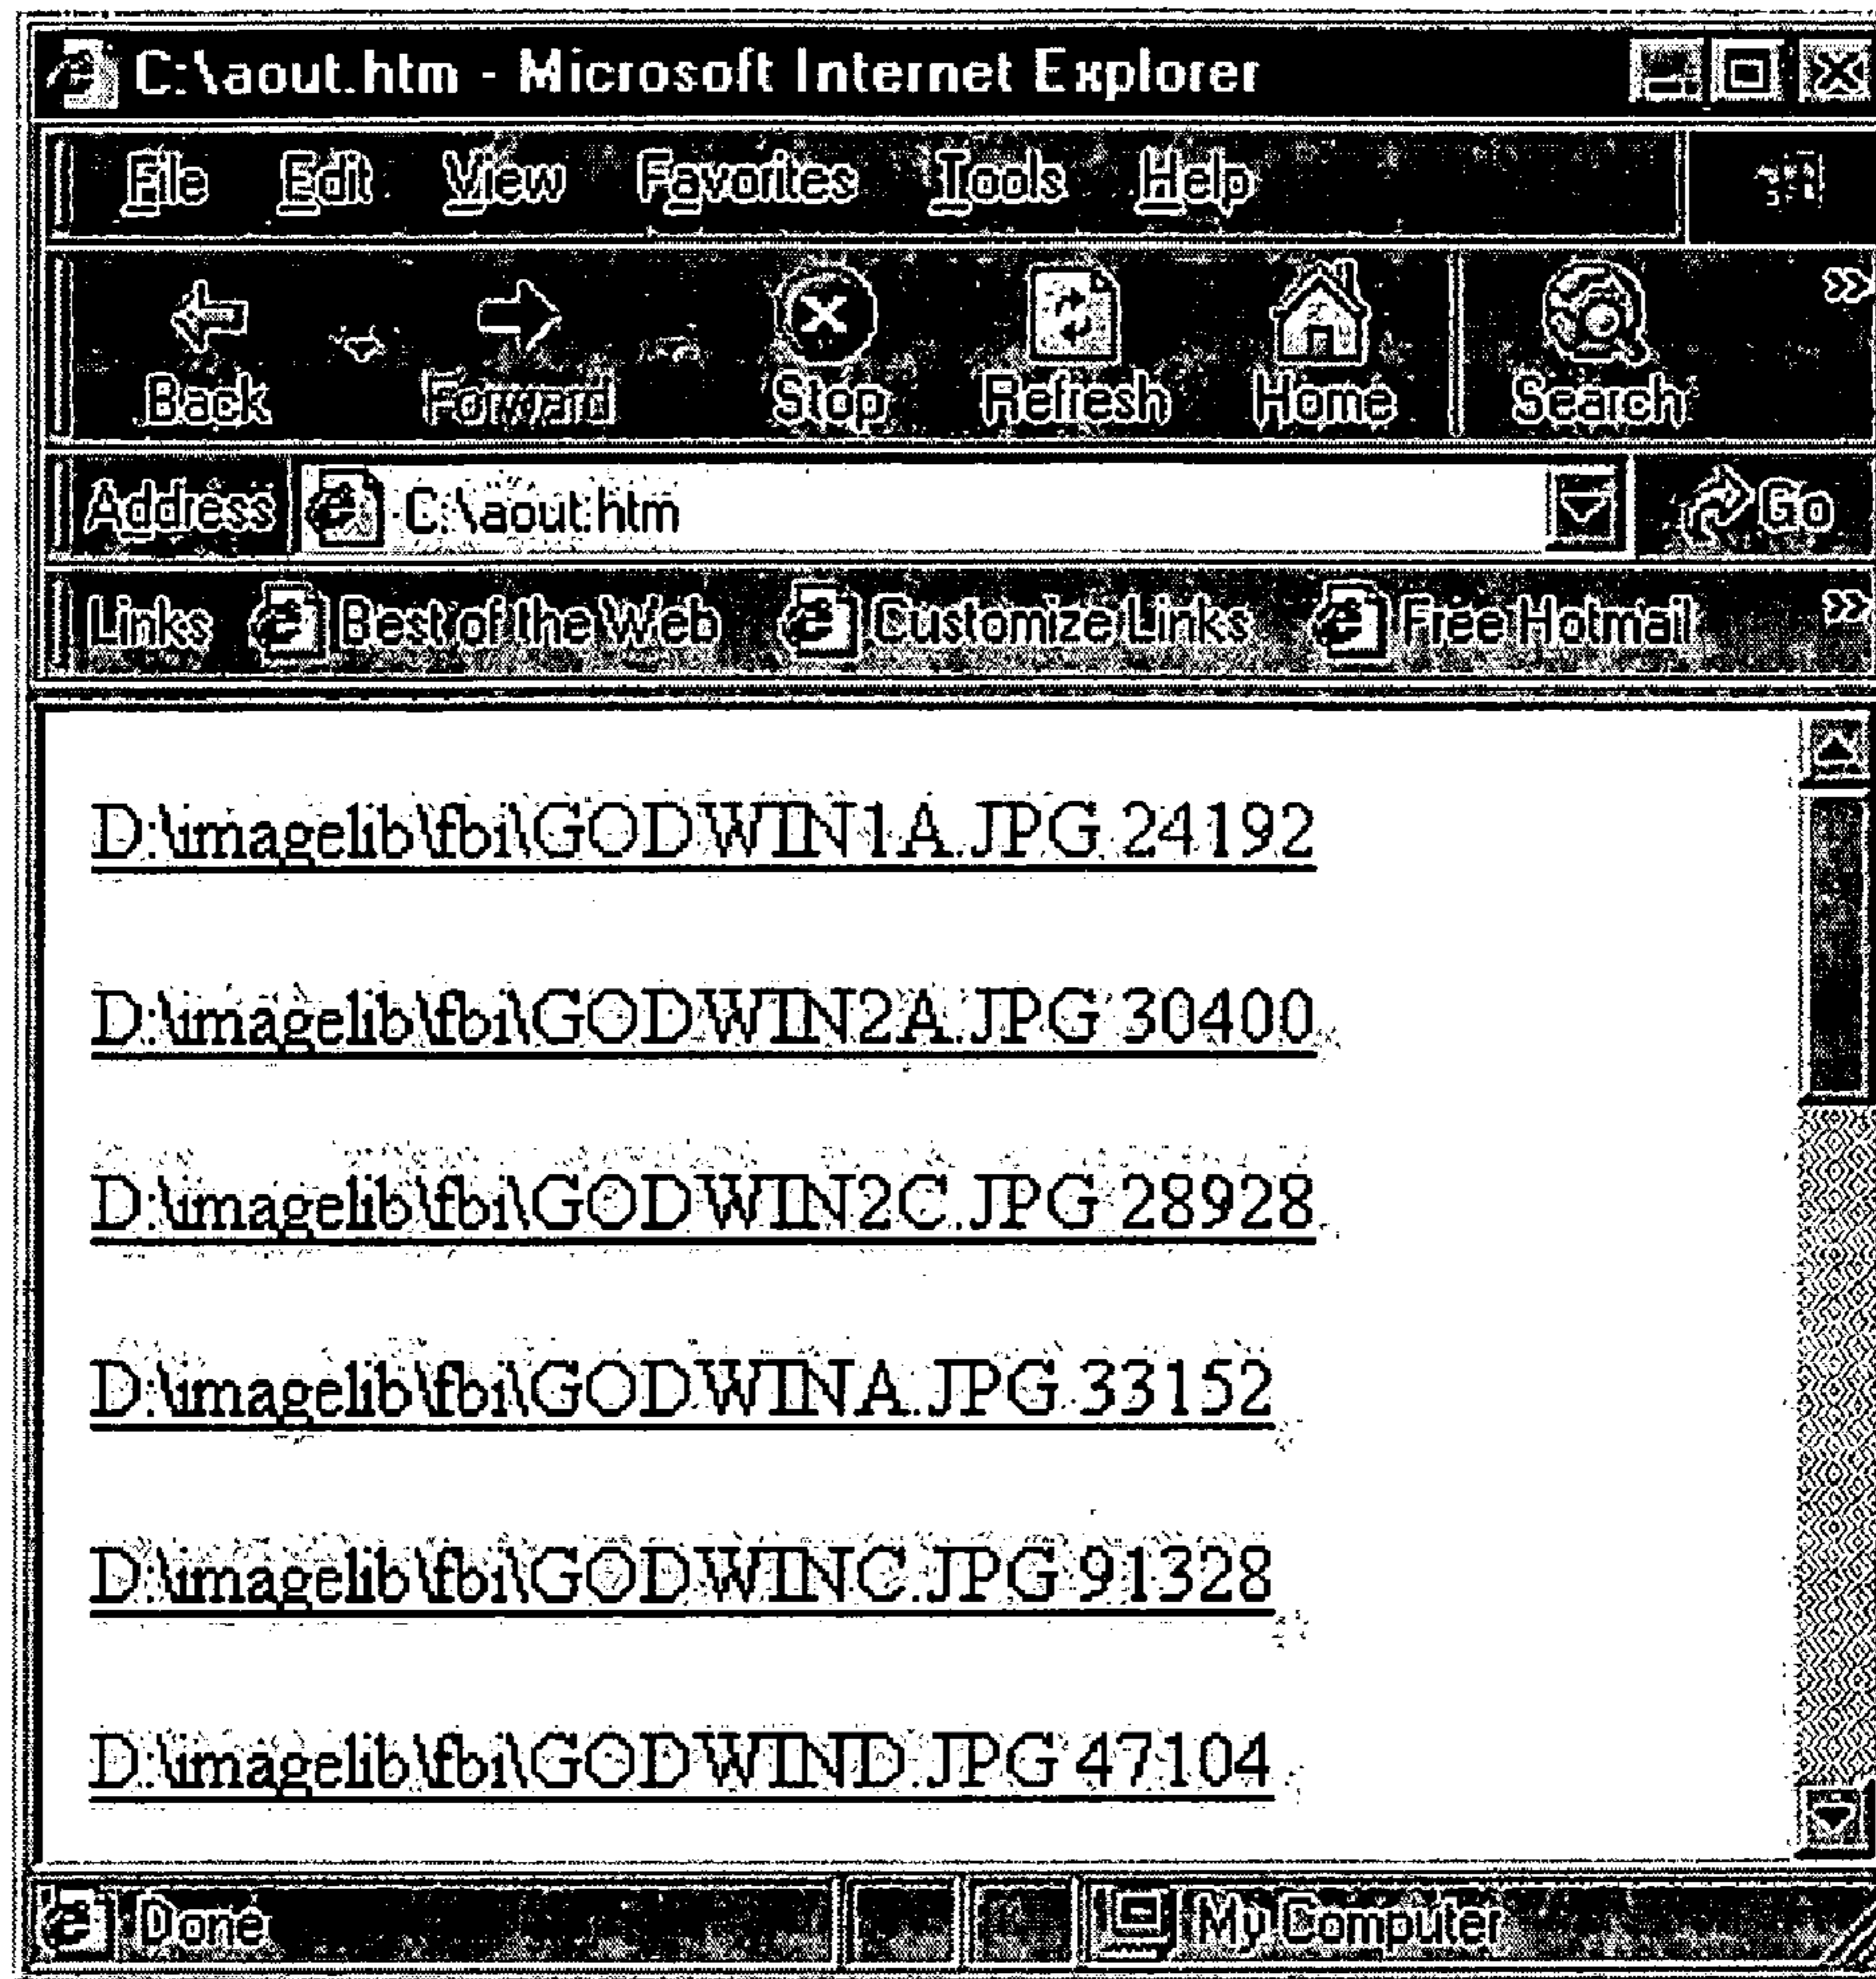 C:\aout.htm - Microsoft Internet Explorer
File Edit View Favorites Tools Help
Back Forward Stop Refresh Home Search
Address C:\aout.htm Go
Links Best of the Web Customize Links Free Hotmail
D:\imagelib\fbi\GODWIN1A.JPG 24192
D:\imagelib\fbi\GODWIN2A.JPG 30400
D:\imagelib\fbi\GODWIN2C.JPG 28928
D:\imagelib\fbi\GODWINA.JPG 33152
D:\imagelib\fbi\GODWINC.JPG 91328
D:\imagelib\fbi\GODWIND.JPG 47104
Done My Computer